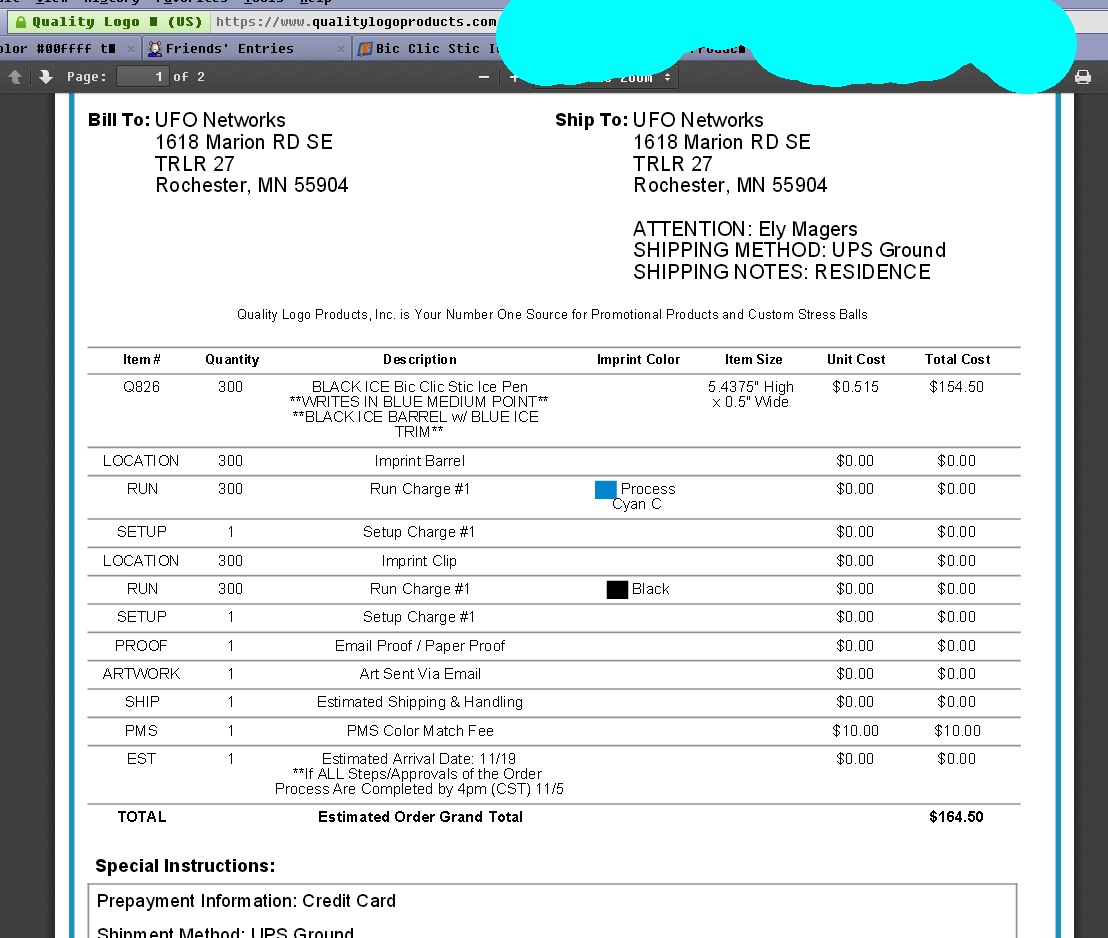 View History Favorites Tools Help
Quality Logo (US) https://www.qualitylogoproducts.com
olor #00ffff t Friends' Entries Bic Clic Stic I
Page: 1 of 2 Zoom
Bill To: UFO Networks
1618 Marion RD SE
TRLR 27
Rochester, MN 55904
Ship To: UFO Networks
1618 Marion RD SE
TRLR 27
Rochester, MN 55904
ATTENTION: Ely Magers
SHIPPING METHOD: UPS Ground
SHIPPING NOTES: RESIDENCE
Quality Logo Products, Inc. is Your Number One Source for Promotional Products and Custom Stress Balls
Item # Quantity Description Imprint Color Item Size Unit Cost Total Cost
Q826 300 BLACK ICE Bic Clic Stic Ice Pen 5.4375" High $0.515 $154.50
**WRITES IN BLUE MEDIUM POINT** x 0.5" Wide
**BLACK ICE BARREL w/ BLUE ICE
TRIM**
LOCATION 300 Imprint Barrel $0.00 $0.00
RUN 300 Run Charge #1 Process $0.00 $0.00
Cyan C
SETUP 1 Setup Charge #1 $0.00 $0.00
LOCATION 300 Imprint Clip $0.00 $0.00
RUN 300 Run Charge #1 Black $0.00 $0.00
SETUP 1 Setup Charge #1 $0.00 $0.00
PROOF 1 Email Proof / Paper Proof $0.00 $0.00
ARTWORK 1 Art Sent Via Email $0.00 $0.00
SHIP 1 Estimated Shipping & Handling $0.00 $0.00
PMS 1 PMS Color Match Fee $10.00 $10.00
EST 1 Estimated Arrival Date: 11/19 $0.00 $0.00
**If ALL Steps/Approvals of the Order
Process Are Completed by 4pm (CST) 11/5
TOTAL Estimated Order Grand Total $164.50
Special Instructions:
Prepayment Information: Credit Card
Shipment Method: UPS Ground